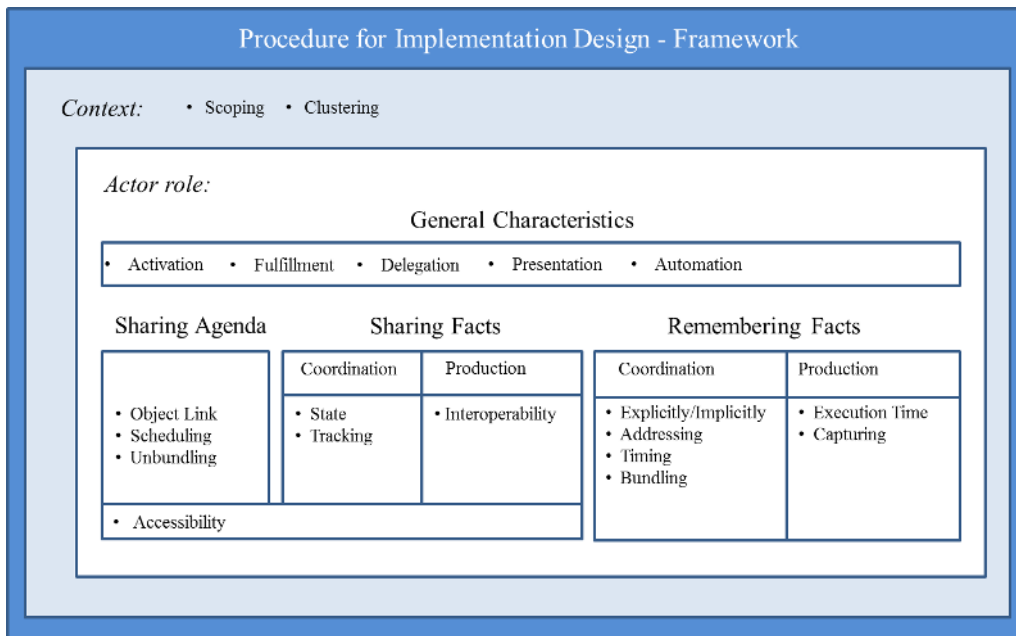 Procedure for Implementation Design - Framework
Context: • Scoping • Clustering
Actor role:
General Characteristics
• Activation • Fulfillment • Delegation • Presentation • Automation
Sharing Agenda
• Object Link
• Scheduling
• Unbundling
Sharing Facts
Coordination
• State
• Tracking
Production
• Interoperability
• Accessibility
Remembering Facts
Coordination
• Explicitly/Implicitly
• Addressing
• Timing
• Bundling
Production
• Execution Time
• Capturing